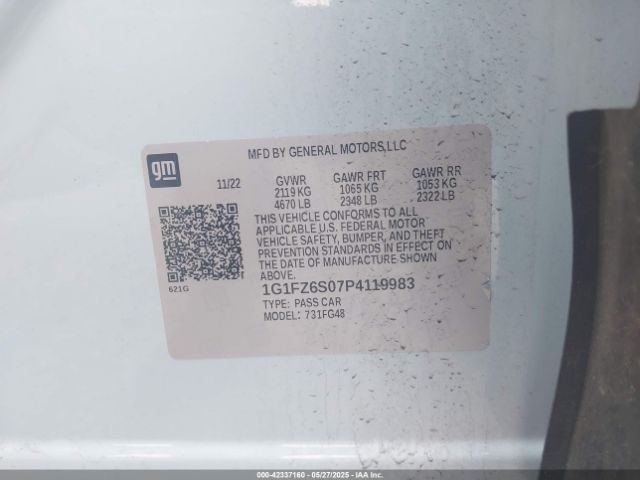 gm
MFD BY GENERAL MOTORS,LLC
11/22 GVWR GAWR FRT GAWR RR
2119 KG 1065 KG 1053 KG
4670 LB 2348 LB 2322 LB
THIS VEHICLE CONFORMS TO ALL
APPLICABLE U.S. FEDERAL MOTOR
VEHICLE SAFETY, BUMPER, AND THEFT
PREVENTION STANDARDS IN EFFECT ON
THE DATE OF MANUFACTURE SHOWN
ABOVE.
621G
1G1FZ6S07P4119983
TYPE: PASS CAR
MODEL: 731FG48
000-42337160 - 05/27/2025 - IAAI.COM